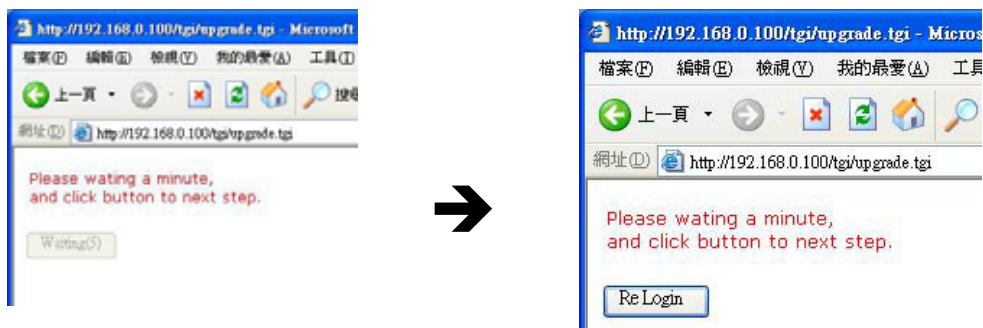 http://192.168.0.100/tgi/upgrade.tgi - Microsoft
檔案(F) 編輯(E) 檢視(V) 我的最愛(A) 工具(T)
上一頁
網址(D) http://192.168.0.100/tgi/upgrade.tgi
Please wating a minute,
and click button to next step.
Waiting(5)
http://192.168.0.100/tgi/upgrade.tgi - Micros
檔案(F) 編輯(E) 檢視(V) 我的最愛(A) 工具
上一頁
網址(D) http://192.168.0.100/tgi/upgrade.tgi
Please wating a minute,
and click button to next step.
Re Login